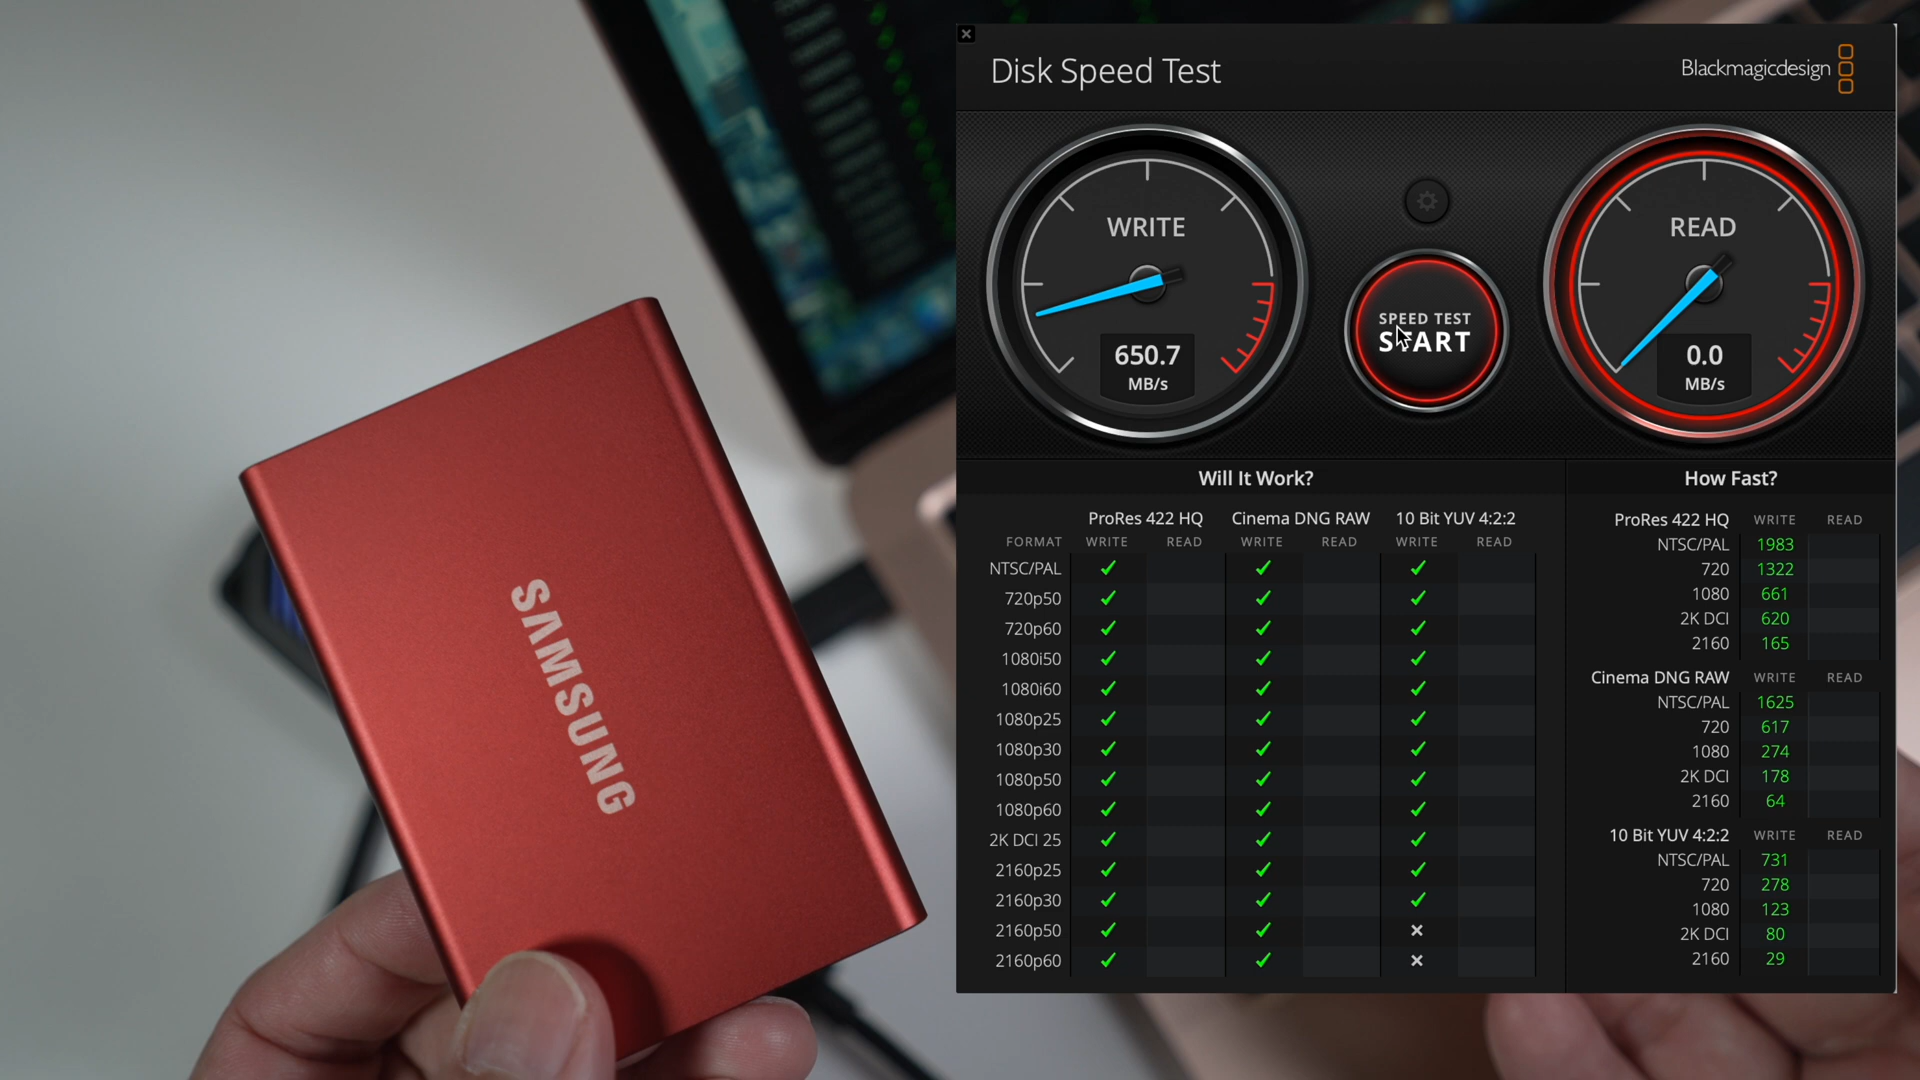 SAMSUNG
Disk Speed Test
Blackmagicdesign
WRITE
650.7
MB/s
SPEED TEST
START
READ
0.0
MB/s
Will It Work?
ProRes 422 HQ Cinema DNG RAW 10 Bit YUV 4:2:2
FORMAT WRITE READ WRITE READ WRITE READ
NTSC/PAL ✓ ✓ ✓
720p50 ✓ ✓ ✓
720p60 ✓ ✓ ✓
1080i50 ✓ ✓ ✓
1080i60 ✓ ✓ ✓
1080p25 ✓ ✓ ✓
1080p30 ✓ ✓ ✓
1080p50 ✓ ✓ ✓
1080p60 ✓ ✓ ✓
2K DCI 25 ✓ ✓ ✓
2160p25 ✓ ✓ ✓
2160p30 ✓ ✓ ✓
2160p50 ✓ ✓ ✕
2160p60 ✓ ✓ ✕
How Fast?
ProRes 422 HQ WRITE READ
NTSC/PAL 1983
720 1322
1080 661
2K DCI 620
2160 165
Cinema DNG RAW WRITE READ
NTSC/PAL 1625
720 617
1080 274
2K DCI 178
2160 64
10 Bit YUV 4:2:2 WRITE READ
NTSC/PAL 731
720 278
1080 123
2K DCI 80
2160 29